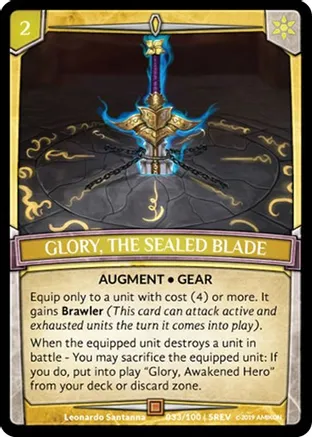 2
GLORY, THE SEALED BLADE
AUGMENT • GEAR
Equip only to a unit with cost (4) or more. It
gains Brawler (This card can attack active and
exhausted units the turn it comes into play).
When the equipped unit destroys a unit in
battle - You may sacrifice the equipped unit: If
you do, put into play "Glory, Awakened Hero"
from your deck or discard zone.
Leonardo Santanna 033/100 LSREV ©2019 AMIKON